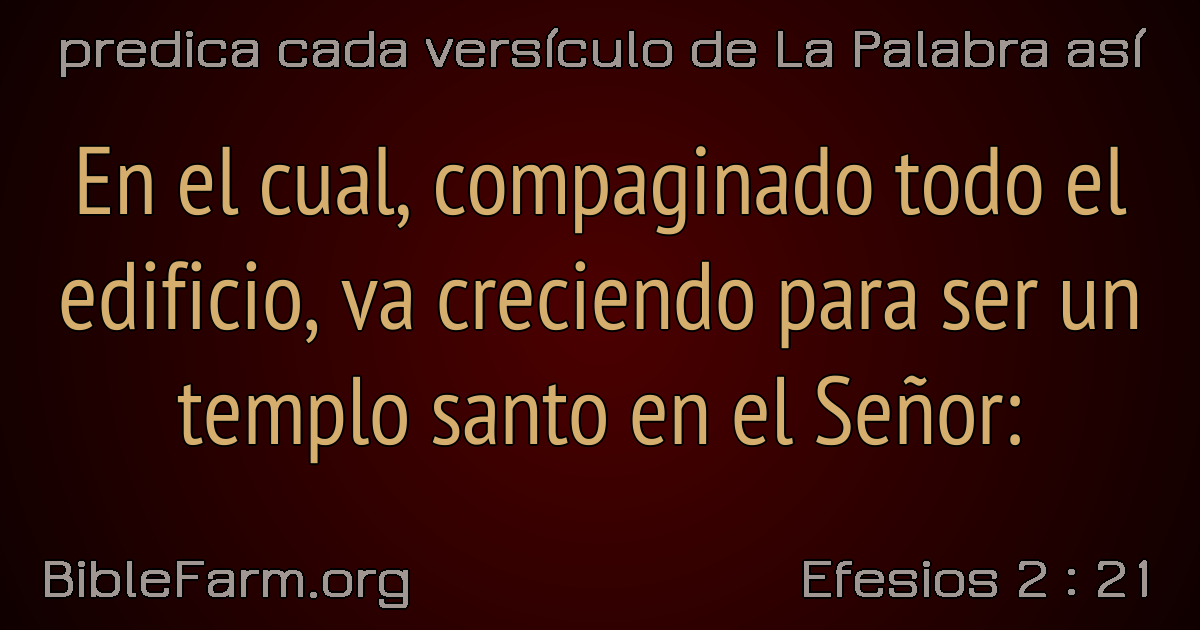 predica cada versículo de La Palabra así
En el cual, compaginado todo el
edificio, va creciendo para ser un
templo santo en el Señor:
BibleFarm.org
Efesios 2 : 21